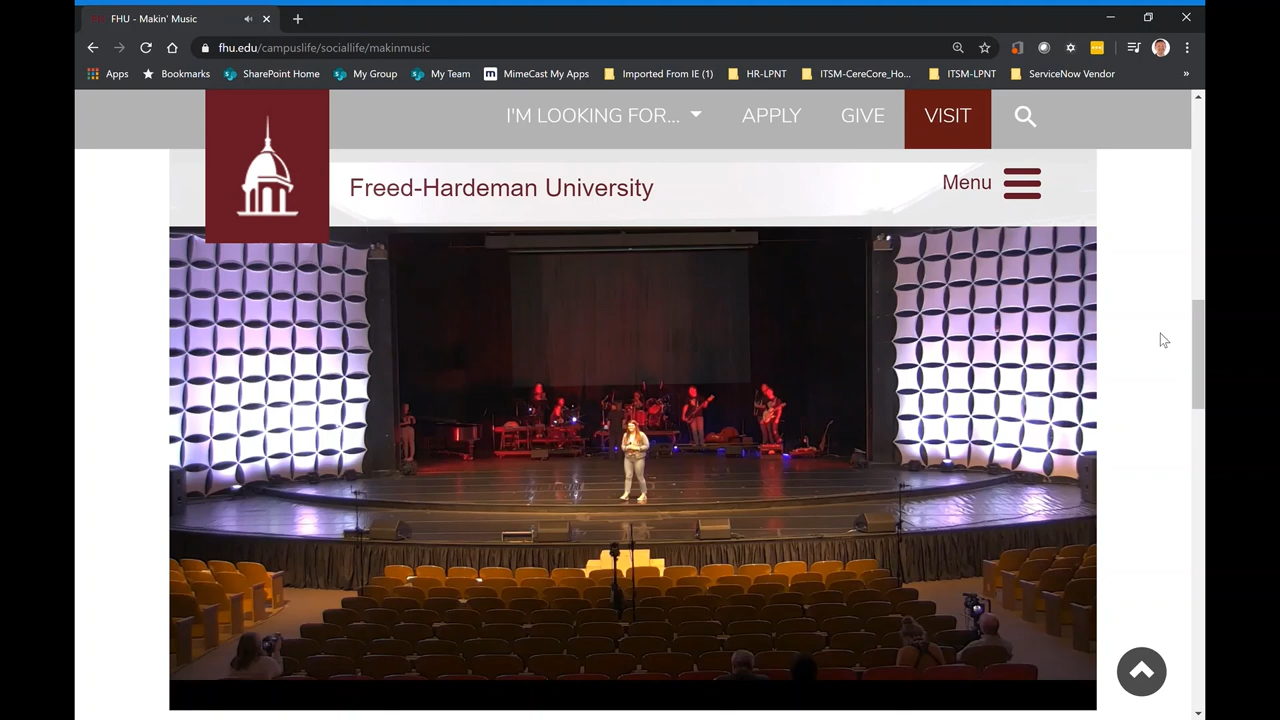 FHU - Makin' Music
fhu.edu/campuslife/sociallife/makinmusic
Apps Bookmarks SharePoint Home My Group My Team MimeCast My Apps Imported From IE (1) HR-LPNT ITSM-CereCore_Ho... ITSM-LPNT ServiceNow Vendor »
I'M LOOKING FOR... APPLY GIVE VISIT
Freed-Hardeman University
Menu